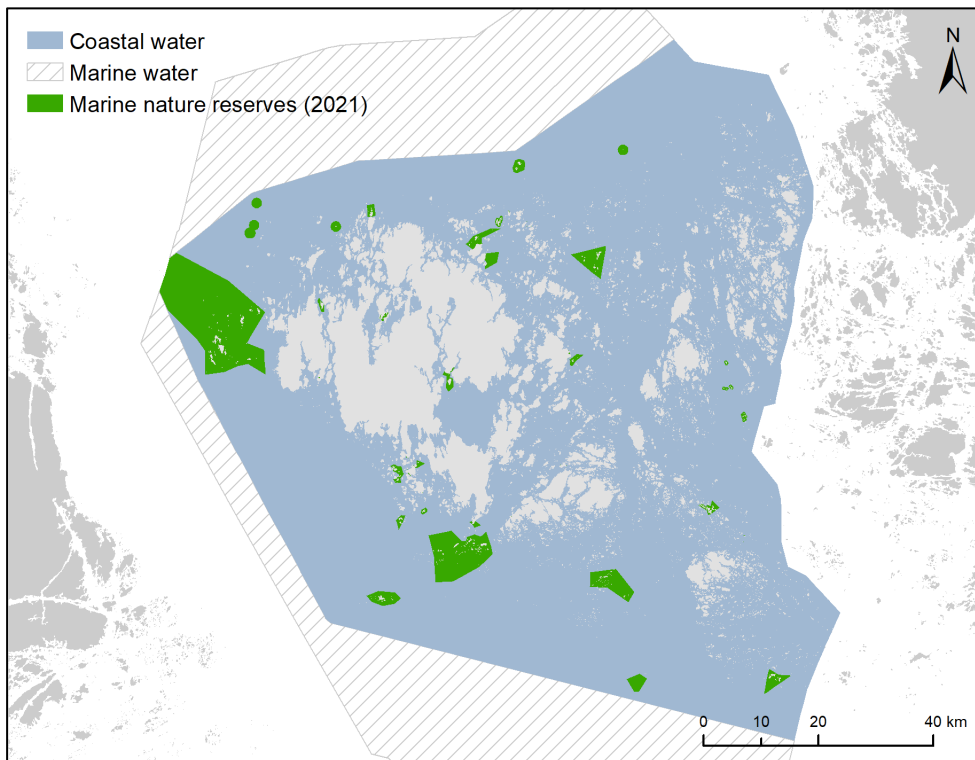 Coastal water
Marine water
Marine nature reserves (2021)
N
0 10 20 40 km